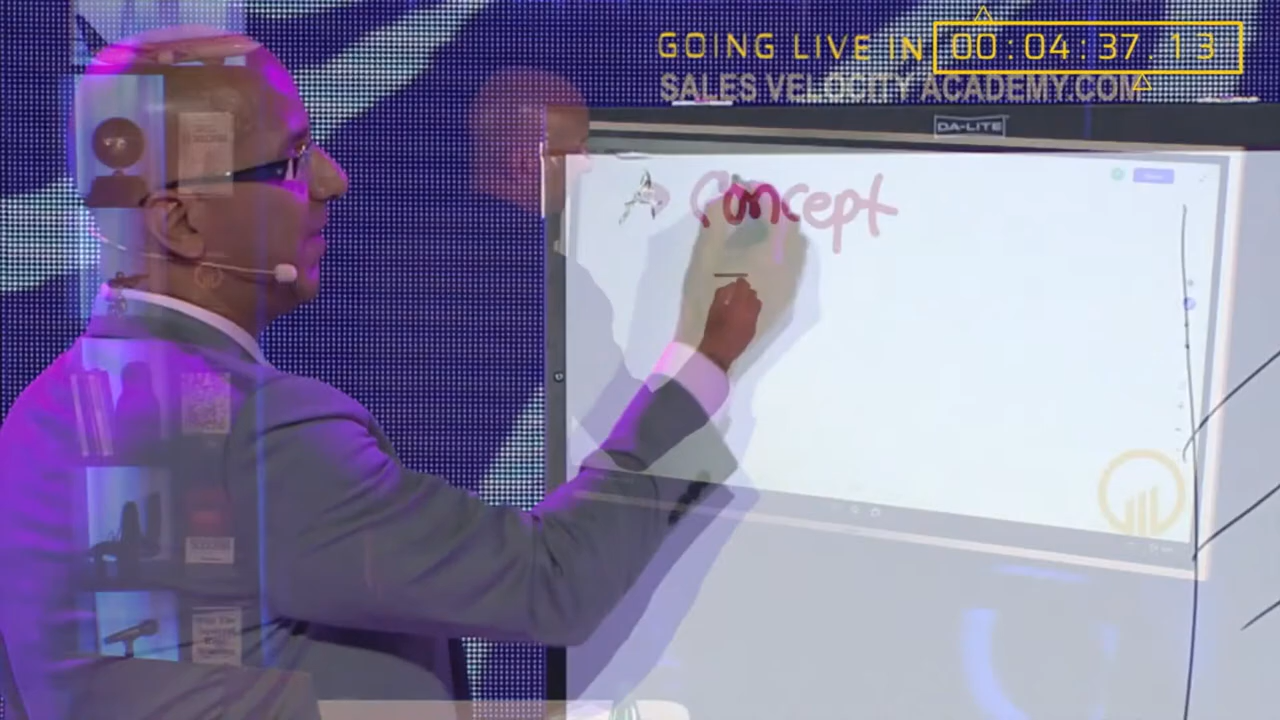 GOING LIVE IN 00:04:37.13
SALES VELOCITY ACADEMY.COM
DA-LITE
Concept